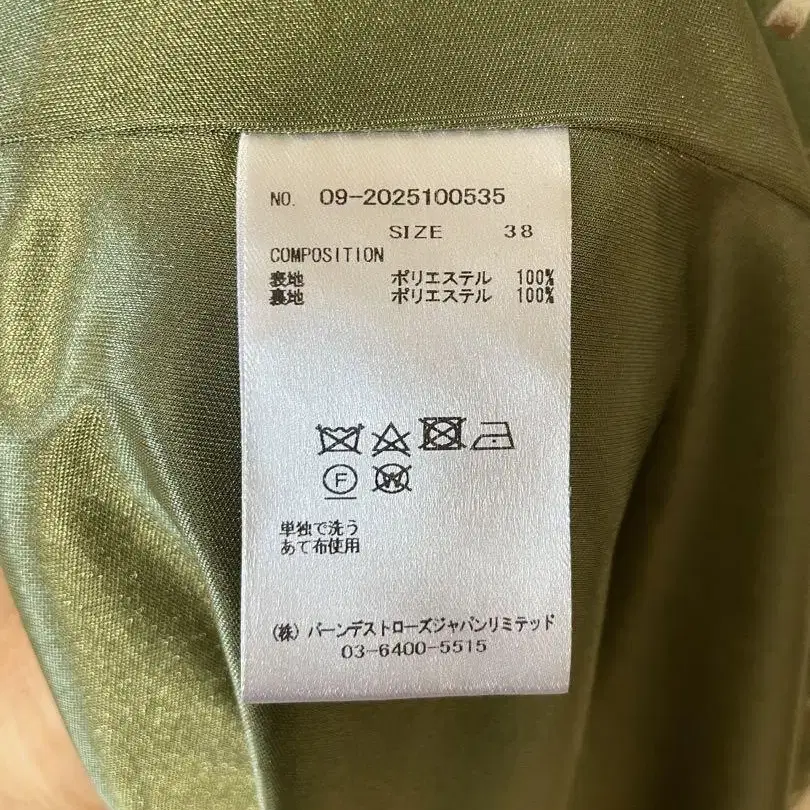 NO. 09-2025100535
SIZE 38
COMPOSITION
表地 ポリエステル 100%
裏地 ポリエステル 100%
F W
単独で洗う
あて布使用
(株) バーンデストローズジャパンリミテッド
03-6400-5515